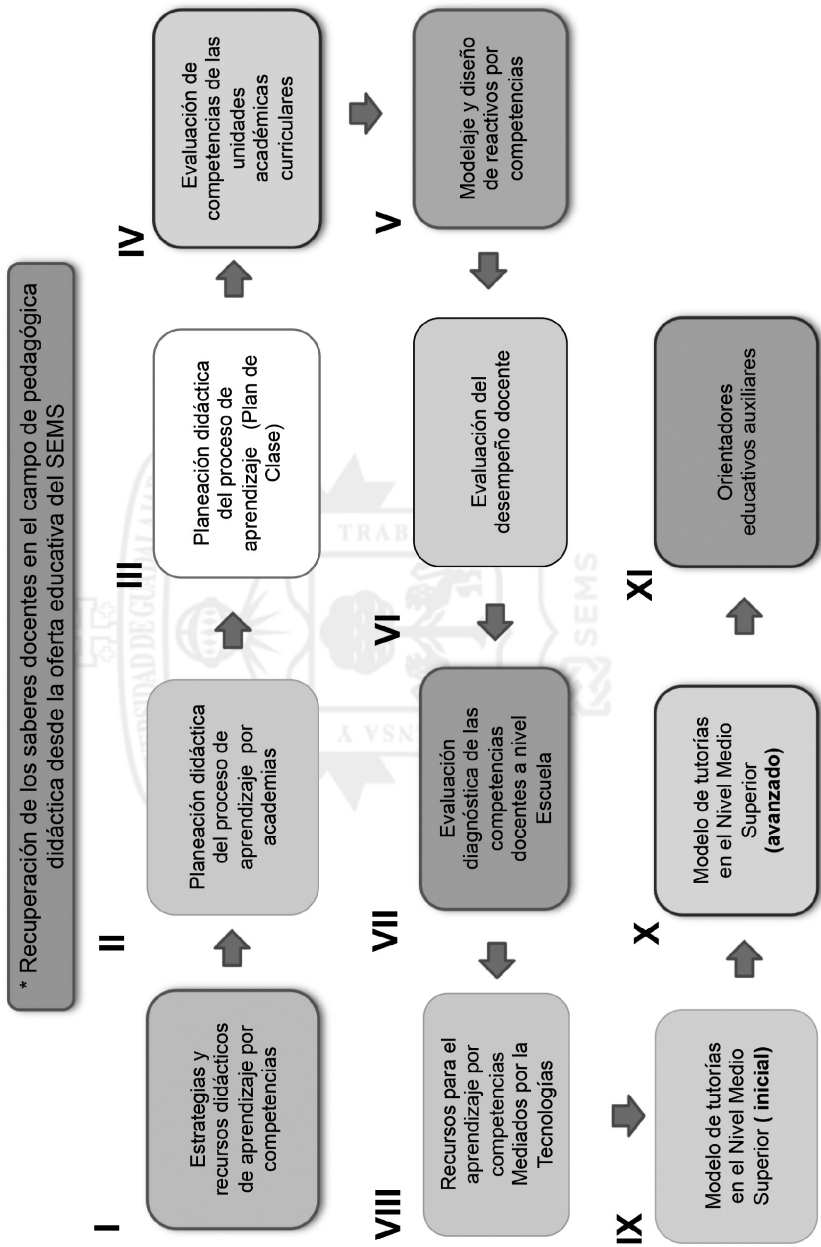 * Recuperación de los saberes docentes en el campo de pedagógica
didáctica desde la oferta educativa del SEMS
I
Estrategias y
recursos didácticos
de aprendizaje por
competencias
II
Planeación didáctica
del proceso de
aprendizaje por
academias
III
Planeación didáctica
del proceso de
aprendizaje (Plan de
Clase)
IV
Evaluación de
competencias de las
unidades
académicas
curriculares
V
Modelaje y diseño
de reactivos por
competencias
VI
Evaluación del
desempeño docente
VII
Evaluación
diagnóstica de las
competencias
docentes a nivel
Escuela
VIII
Recursos para el
aprendizaje por
competencias
Mediados por la
Tecnologías
IX
Modelo de tutorías
en el Nivel Medio
Superior ( inicial)
X
Modelo de tutorías
en el Nivel Medio
Superior
(avanzado)
XI
Orientadores
educativos auxiliares
SEMS